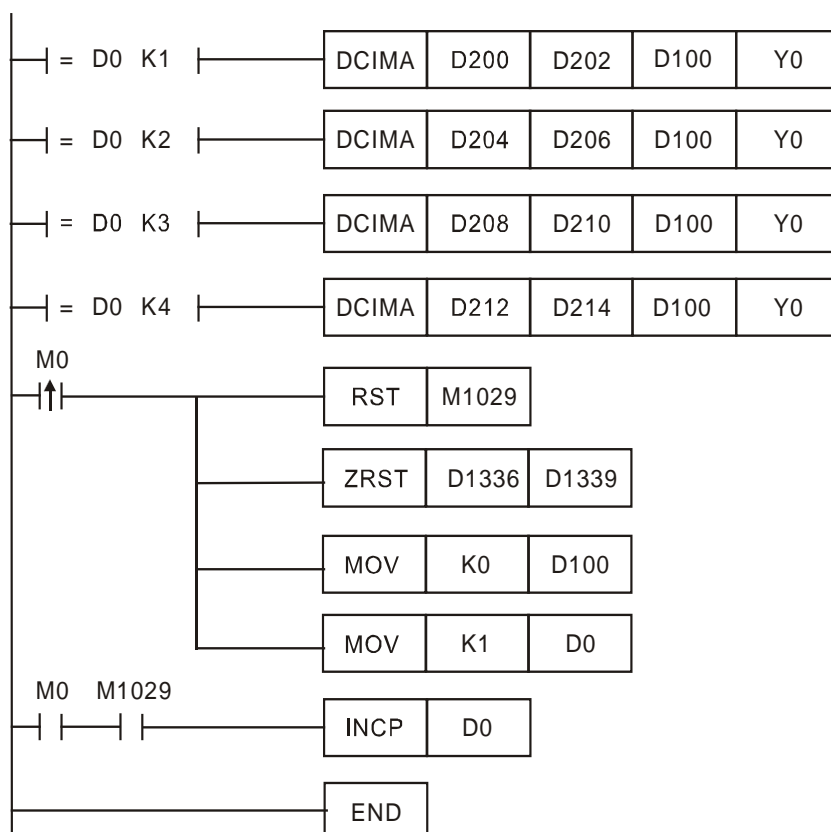 = D0 K1 DCIMA D200 D202 D100 Y0
= D0 K2 DCIMA D204 D206 D100 Y0
= D0 K3 DCIMA D208 D210 D100 Y0
= D0 K4 DCIMA D212 D214 D100 Y0
M0
RST M1029
ZRST D1336 D1339
MOV K0 D100
MOV K1 D0
M0 M1029
INCP D0
END